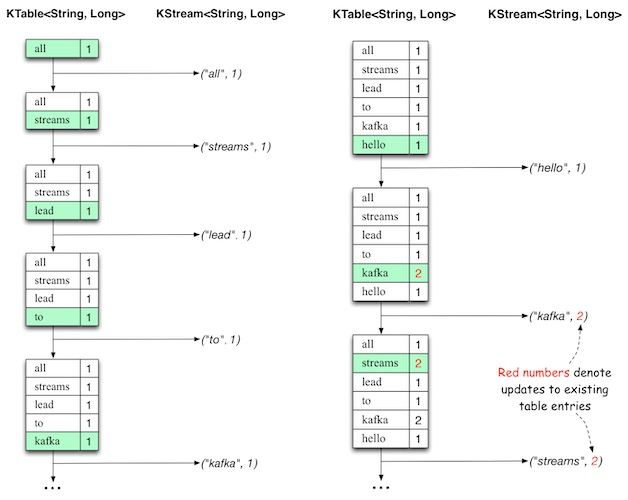 KTable<String, Long> KStream<String, Long>
all 1
("all", 1)
all 1
streams 1
("streams", 1)
all 1
streams 1
lead 1
("lead", 1)
all 1
streams 1
lead 1
to 1
("to", 1)
all 1
streams 1
lead 1
to 1
kafka 1
("kafka", 1)
...
KTable<String, Long> KStream<String, Long>
all 1
streams 1
lead 1
to 1
kafka 1
hello 1
("hello", 1)
all 1
streams 1
lead 1
to 1
kafka 2
hello 1
("kafka", 2)
all 1
streams 2
lead 1
to 1
kafka 2
hello 1
Red numbers denote
updates to existing
table entries
("streams", 2)
...